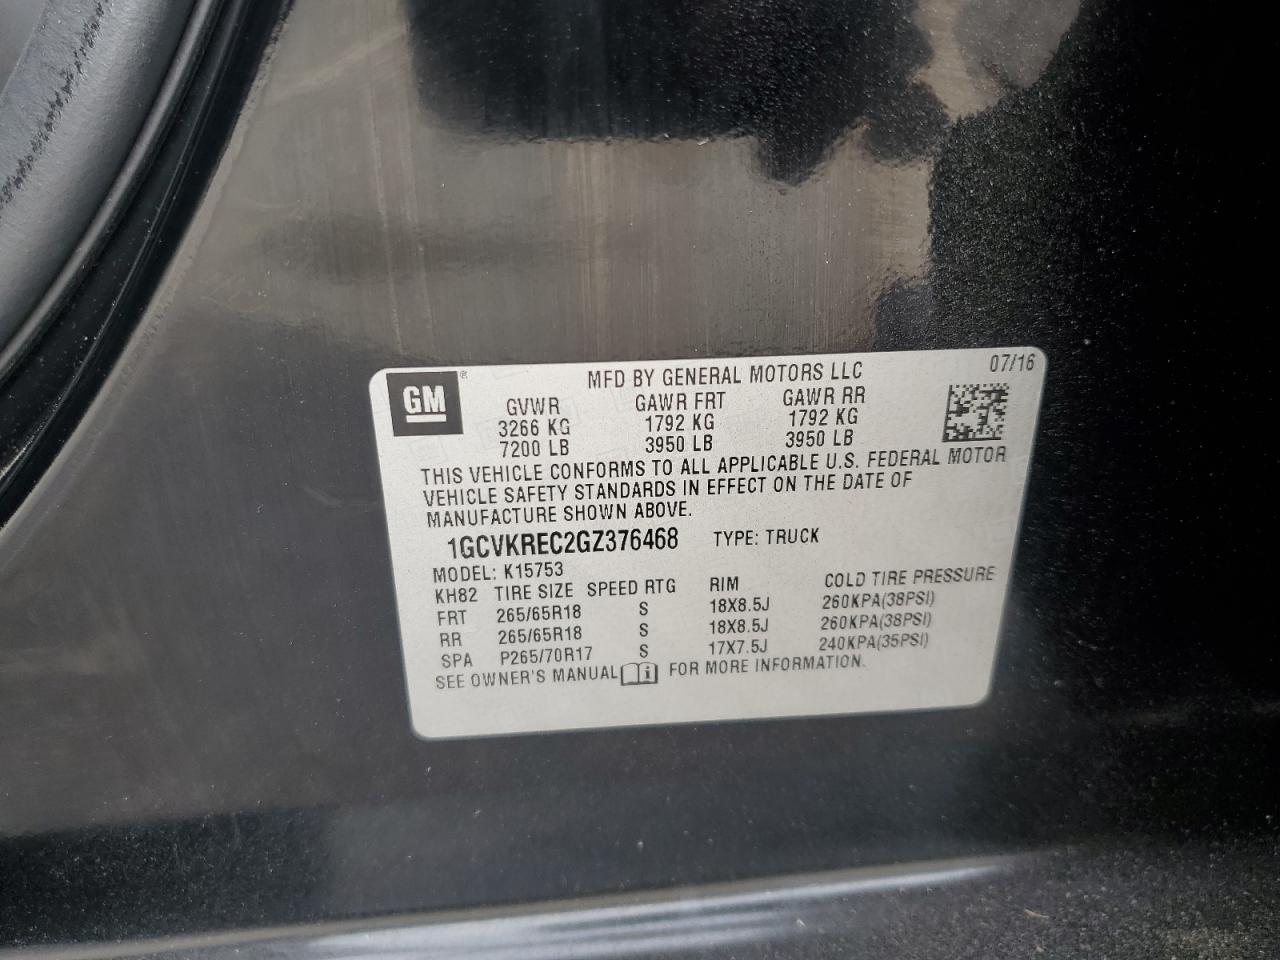 07/16
GM ® MFD BY GENERAL MOTORS LLC
GVWR GAWR FRT GAWR RR
3266 KG 1792 KG 1792 KG
7200 LB 3950 LB 3950 LB
THIS VEHICLE CONFORMS TO ALL APPLICABLE U.S. FEDERAL MOTOR
VEHICLE SAFETY STANDARDS IN EFFECT ON THE DATE OF
MANUFACTURE SHOWN ABOVE.
1GCVKREC2GZ376468 TYPE: TRUCK
MODEL: K15753
KH82 TIRE SIZE SPEED RTG RIM COLD TIRE PRESSURE
FRT 265/65R18 S 18X8.5J 260KPA(38PSI)
RR 265/65R18 S 18X8.5J 260KPA(38PSI)
SPA P265/70R17 S 17X7.5J 240KPA(35PSI)
SEE OWNER'S MANUAL i FOR MORE INFORMATION.